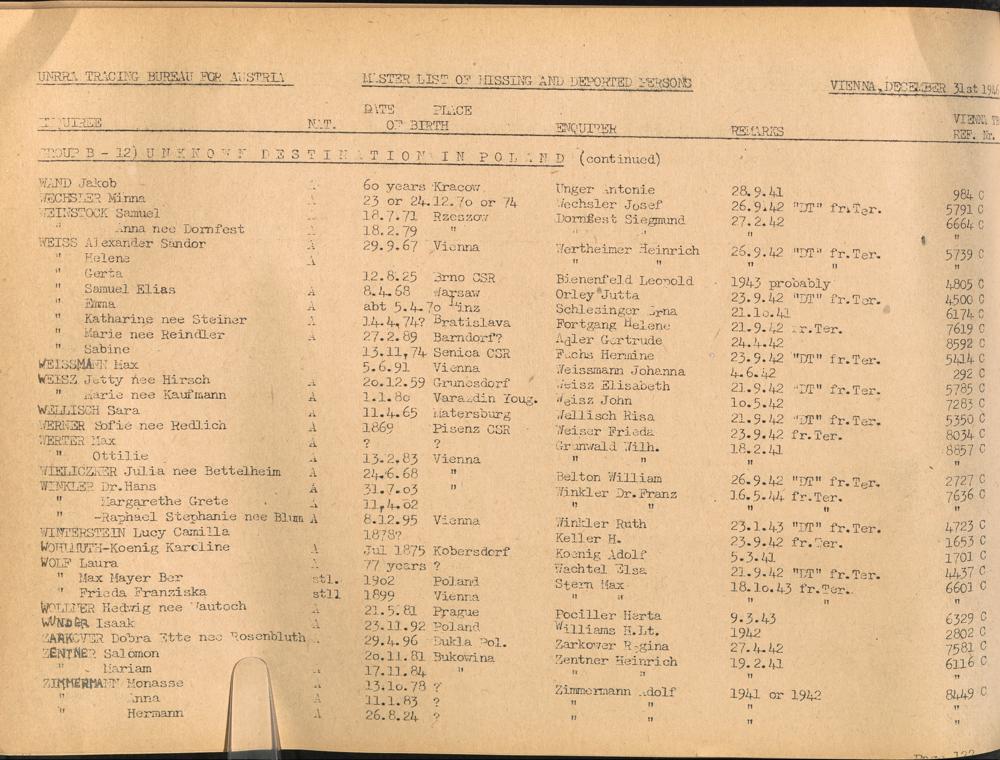 UNRRA TRACING BUREAU FOR AUSTRIA MASTER LIST OF MISSING AND DEPORTED PERSONS VIENNA, DECEMBER 31st 194
DATE PLACE VIENNA
NAT. OF BIRTH ENQUIRER REMARKS REF. Nr.
GROUP B - 12) UNKNOWN DESTINATION IN POLAND (continued)
WAND Jakob 60 years Kracow Unger Antonie 28.9.41 984 C
WECHSLER Minna 23 or 24.12.70 or 74 Wechsler Josef 26.9.42 "DT" fr.Ter. 5791 C
WEINSTOCK Samuel 18.7.71 Rzeszow Dornfest Siegmund 27.2.42 6664 C
" Anna nee Dornfest 18.2.79 " " " " "
WEISS Alexander Sandor 29.9.67 Vienna Wertheimer Heinrich 26.9.42 "DT" fr.Ter. 5739 C
" Helene A " " " " "
" Gerta 12.8.25 Brno CSR Bienenfeld Leopold 1943 probably 4805 C
" Samuel Elias A 8.4.68 Warsaw Orley Jutta 23.9.42 "DT" fr.Ter. 4500 C
" Emma A abt 5.4.70 Linz Schlesinger Erna 21.10.41 6174 C
" Katharine nee Steiner A 14.4.74? Bratislava Fortgang Helene 21.9.42 fr.Ter. 7619 C
" Marie nee Reindler A 27.2.89 Barndorf? Adler Gertrude 24.4.42 8592 C
" Sabine 13.11.74 Senica CSR Fuchs Hermine 23.9.42 "DT" fr.Ter. 5414 C
WEISSMANN Max 5.6.91 Vienna Weissmann Johanna 4.6.42 292 C
WEISZ Jetty nee Hirsch A 20.12.59 Grunesdorf Weisz Elisabeth 21.9.42 "DT" fr.Ter. 5785 C
" Marie nee Kaufmann A 1.1.80 Varazdin Youg. Weisz John 10.5.42 7283 C
WELLISCH Sara A 11.4.65 Matersburg Wellisch Risa 21.9.42 "DT" fr.Ter. 5350 C
WERNER Sofie nee Redlich A 1869 Pisenz CSR Weiser Frieda 23.9.42 fr.Ter. 8034 C
WERTER Max A ? ? Grunwald Wilh. 18.2.41 8857 C
" Ottilie A 13.2.83 Vienna " " " "
WIELICZKER Julia nee Bettelheim A 24.6.68 " Belton William 26.9.42 "DT" fr.Ter. 2727 C
WINKLER Dr.Hans A 31.7.03 " Winkler Dr.Franz 16.5.44 fr.Ter. 7636 C
" Margarethe Grete A 11.4.02 " " " " "
" -Raphael Stephanie nee Blum A 8.12.95 Vienna Winkler Ruth 23.1.43 "DT" fr.Ter. 4723 C
WINTERSTEIN Lucy Camilla 1878? Keller H. 23.9.42 fr.Ter. 1653 C
WOHLMUTH-Koenig Karoline A Jul 1875 Kobersdorf Koenig Adolf 5.3.41 1701 C
WOLF Laura A 77 years ? Wachtel Elsa 21.9.42 "DT" fr.Ter. 4437 C
" Max Mayer Ber stl. 1902 Poland Stern Max 18.10.43 fr.Ter. 6601 C
" Frieda Franziska stll 1899 Vienna " " " " "
WOLLNER Hedwig nee A 21.5.81 Prague Pociller Herta 9.3.43 6329 C
WUNDER Isaak A 23.11.92 Poland Williams H.Lt. 1942 2802 C
ZARKOVER Dobra Ette nee Rosenbluth 29.4.96 Dukla Pol. Zarkower Regina 27.4.42 7581 C
ZENTNER Salomon 20.11.81 Bukowina Zentner Heinrich 19.2.41 6116 C
" Mariam 17.11.84 " " " " "
ZIMMERMANN Monasse 13.10.78 ? Zimmermann Adolf 1941 or 1942 8449 C
" Anna 11.1.83 ? " " " "
" Hermann A 26.8.24 ? " " " "